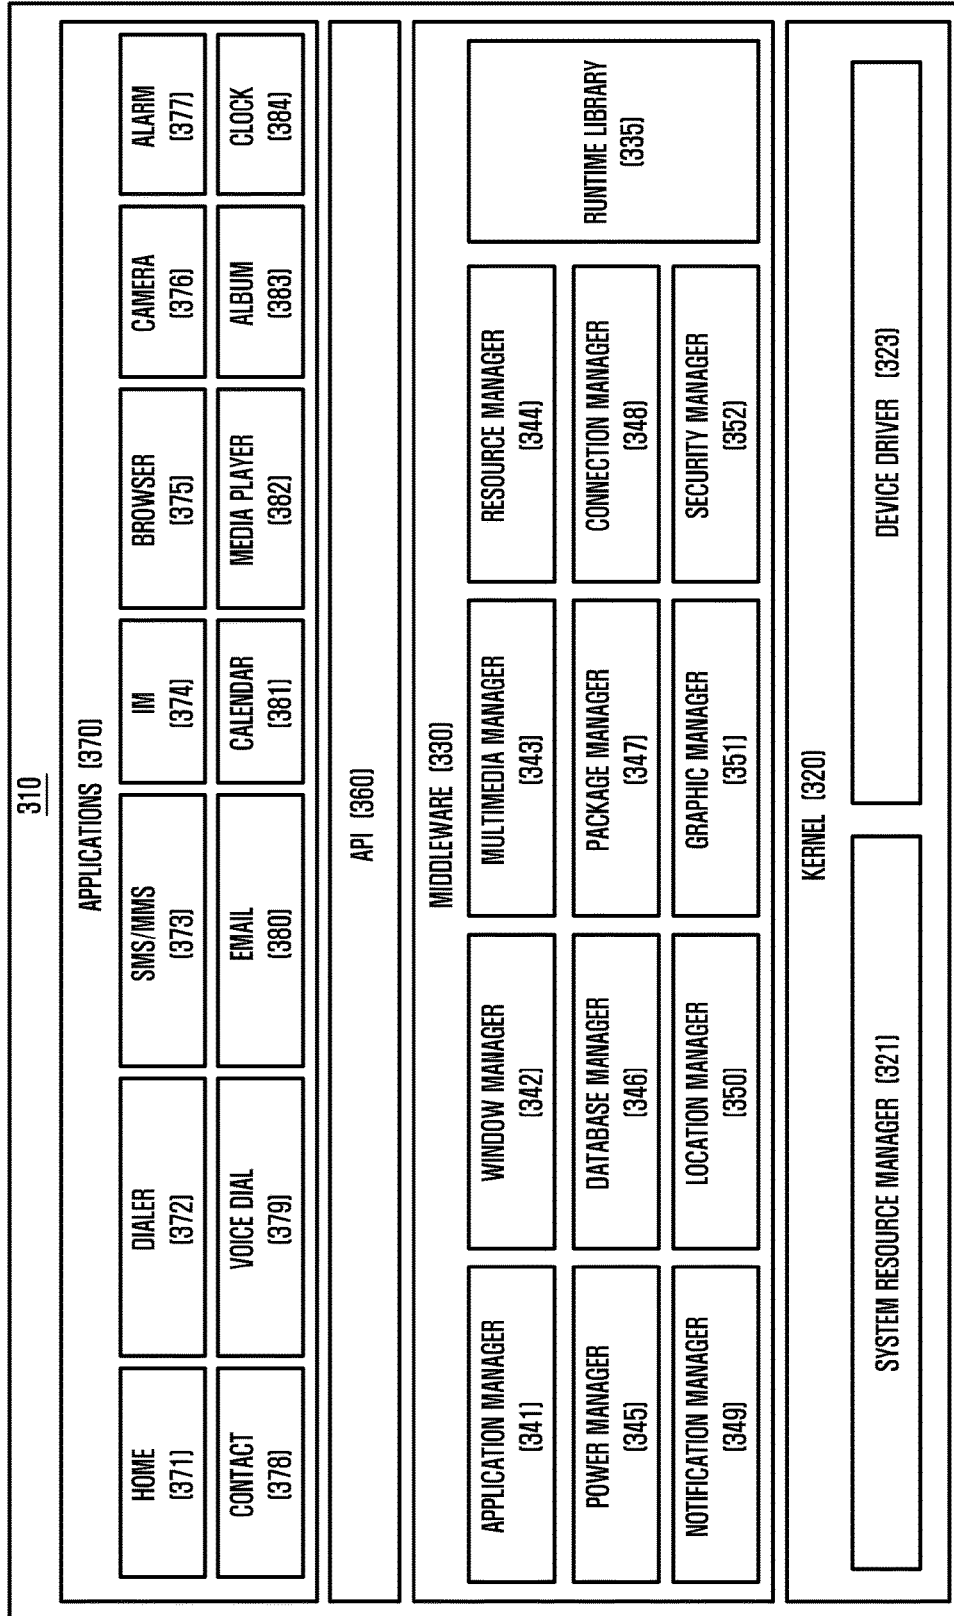 310
APPLICATIONS (370)
HOME
(371)
DIALER
(372)
SMS/MMS
(373)
IM
(374)
BROWSER
(375)
CAMERA
(376)
ALARM
(377)
CONTACT
(378)
VOICE DIAL
(379)
EMAIL
(380)
CALENDAR
(381)
MEDIA PLAYER
(382)
ALBUM
(383)
CLOCK
(384)
API (360)
MIDDLEWARE (330)
APPLICATION MANAGER
(341)
WINDOW MANAGER
(342)
MULTIMEDIA MANAGER
(343)
RESOURCE MANAGER
(344)
POWER MANAGER
(345)
DATABASE MANAGER
(346)
PACKAGE MANAGER
(347)
CONNECTION MANAGER
(348)
NOTIFICATION MANAGER
(349)
LOCATION MANAGER
(350)
GRAPHIC MANAGER
(351)
SECURITY MANAGER
(352)
RUNTIME LIBRARY
(335)
KERNEL (320)
SYSTEM RESOURCE MANAGER (321)
DEVICE DRIVER (323)